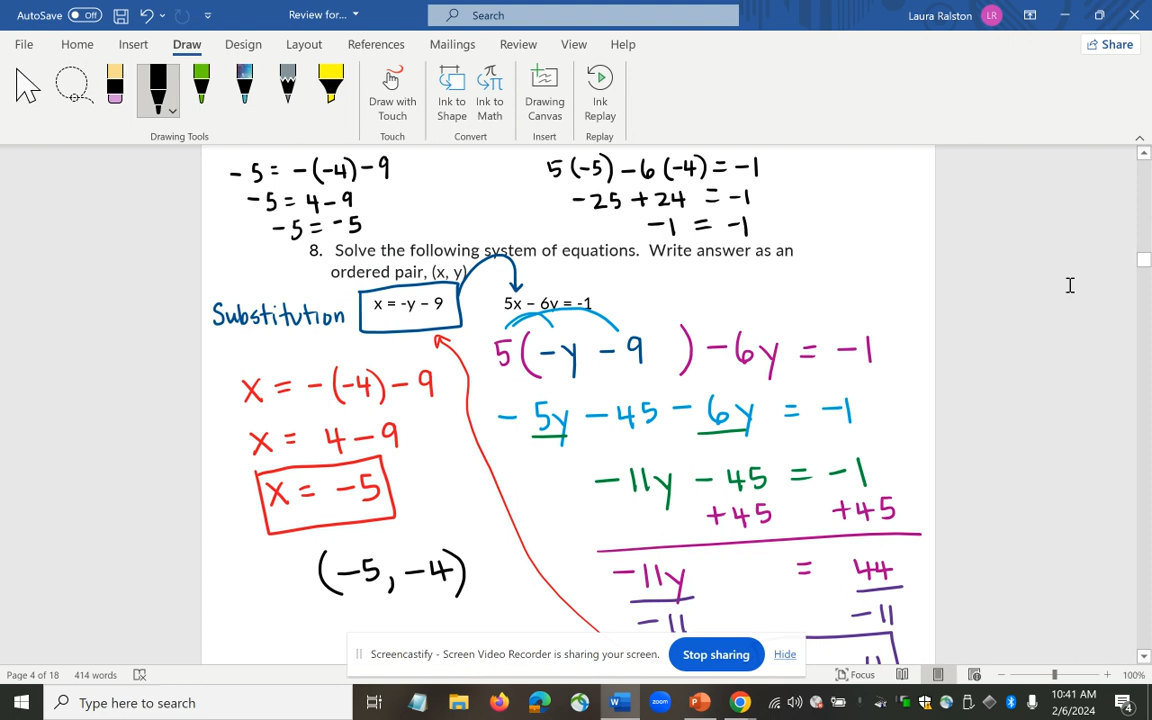 AutoSave Off Review for... Search Laura Ralston LR
File Home Insert Draw Design Layout References Mailings Review View Help Share
Draw with Touch Ink to Shape Ink to Math Drawing Canvas Ink Replay
Drawing Tools Touch Convert Insert Replay
-5 = -(-4) -9 5(-5) -6(-4) = -1
-5 = 4 - 9 -25 + 24 = -1
-5 = -5 -1 = -1
8. Solve the following system of equations. Write answer as an
ordered pair, (x, y)
Substitution x = -y – 9 5x – 6y = -1
5(-y - 9) - 6y = -1
x = -(-4) - 9
-5y - 45 - 6y = -1
x = 4 - 9
-11y - 45 = -1
x = -5
+45 +45
(-5, -4)
-11y = 44
-11 -11
Screencastify - Screen Video Recorder is sharing your screen. Stop sharing Hide
Page 4 of 18 414 words Focus 100%
Type here to search 10:41 AM
2/6/2024 4